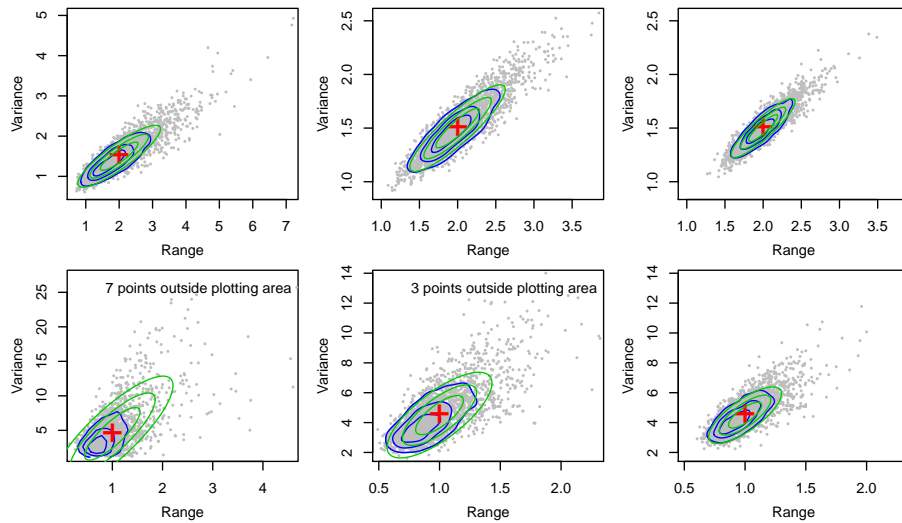 5
4
3
2
1
Variance
1 2 3 4 5 6 7
Range
2.5
2.0
1.5
1.0
Variance
1.0 1.5 2.0 2.5 3.0 3.5
Range
2.5
2.0
1.5
1.0
Variance
1.0 1.5 2.0 2.5 3.0 3.5
Range
7 points outside plotting area
25
20
15
10
5
Variance
1 2 3 4
Range
3 points outside plotting area
14
12
10
8
6
4
2
Variance
0.5 1.0 1.5 2.0
Range
14
12
10
8
6
4
2
Variance
0.5 1.0 1.5 2.0
Range